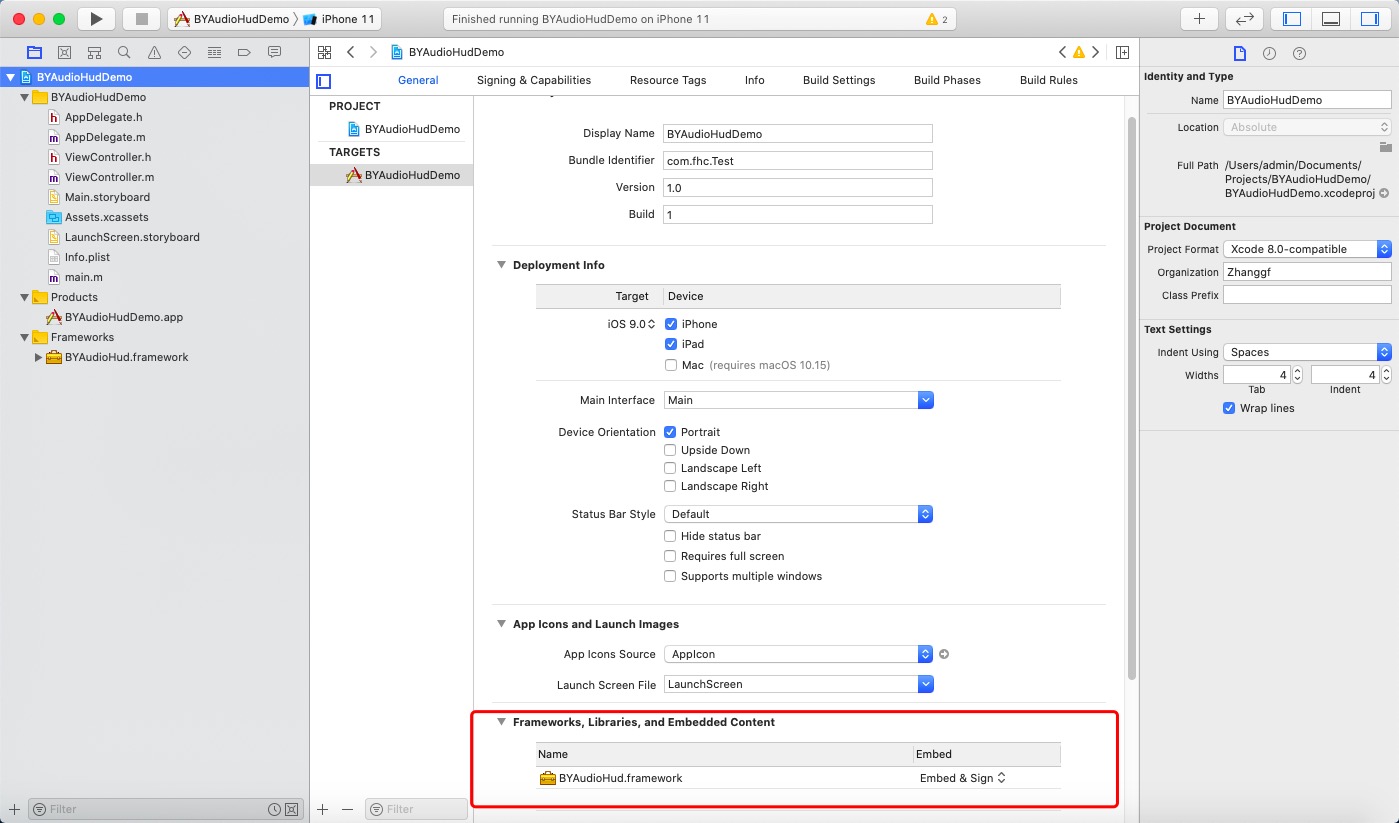 BYAudioHudDemo
iPhone 11
Finished running BYAudioHudDemo on iPhone 11
2
BYAudioHudDemo
BYAudioHudDemo
AppDelegate.h
AppDelegate.m
ViewController.h
ViewController.m
Main.storyboard
Assets.xcassets
LaunchScreen.storyboard
Info.plist
main.m
Products
BYAudioHudDemo.app
Frameworks
BYAudioHud.framework
Filter
BYAudioHudDemo
General Signing & Capabilities Resource Tags Info Build Settings Build Phases Build Rules
PROJECT
BYAudioHudDemo
TARGETS
BYAudioHudDemo
Filter
Display Name BYAudioHudDemo
Bundle Identifier com.fhc.Test
Version 1.0
Build 1
Deployment Info
Target Device
iOS 9.0 iPhone
iPad
Mac (requires macOS 10.15)
Main Interface Main
Device Orientation Portrait
Upside Down
Landscape Left
Landscape Right
Status Bar Style Default
Hide status bar
Requires full screen
Supports multiple windows
App Icons and Launch Images
App Icons Source AppIcon
Launch Screen File LaunchScreen
Frameworks, Libraries, and Embedded Content
Name Embed
BYAudioHud.framework Embed & Sign
Identity and Type
Name BYAudioHudDemo
Location Absolute
Full Path /Users/admin/Documents/
Projects/BYAudioHudDemo/
BYAudioHudDemo.xcodeproj
Project Document
Project Format Xcode 8.0-compatible
Organization Zhanggf
Class Prefix
Text Settings
Indent Using Spaces
Widths 4 4
Tab Indent
Wrap lines